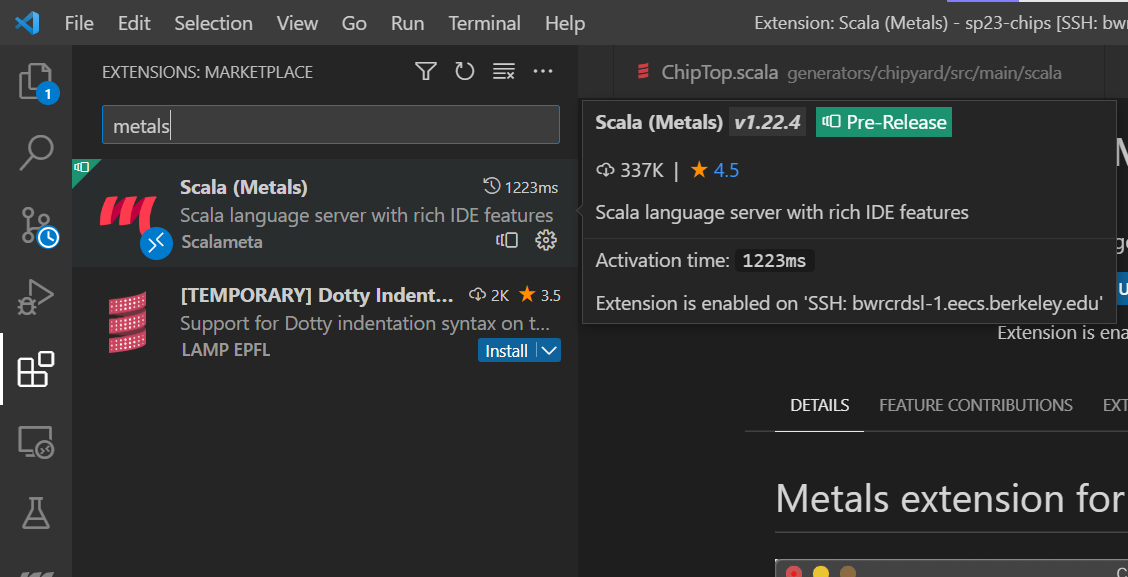 File Edit Selection View Go Run Terminal Help
Extension: Scala (Metals) - sp23-chips [SSH: bwr
EXTENSIONS: MARKETPLACE
ChipTop.scala generators/chipyard/src/main/scala
1
metals
Scala (Metals) 1223ms
Scala language server with rich IDE features
Scalameta
[TEMPORARY] Dotty Indent... 2K 3.5
Support for Dotty indentation syntax on t...
LAMP EPFL
Install
Scala (Metals) v1.22.4 Pre-Release
337K | 4.5
Scala language server with rich IDE features
Activation time: 1223ms
Extension is enabled on 'SSH: bwrcrdsl-1.eecs.berkeley.edu'
Extension is ena
DETAILS FEATURE CONTRIBUTIONS EXT
Metals extension for